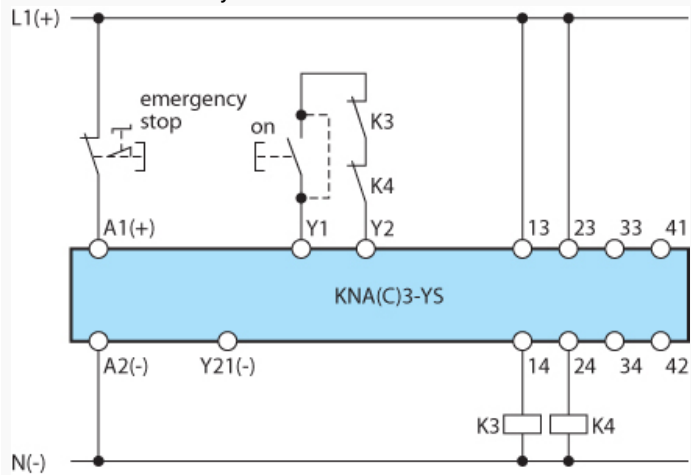 L1(+)
emergency
stop
on
K3
K4
A1(+)
Y1
Y2
13
23
33
41
KNA(C)3-YS
A2(-)
Y21(-)
14
24
34
42
K3
K4
N(-)